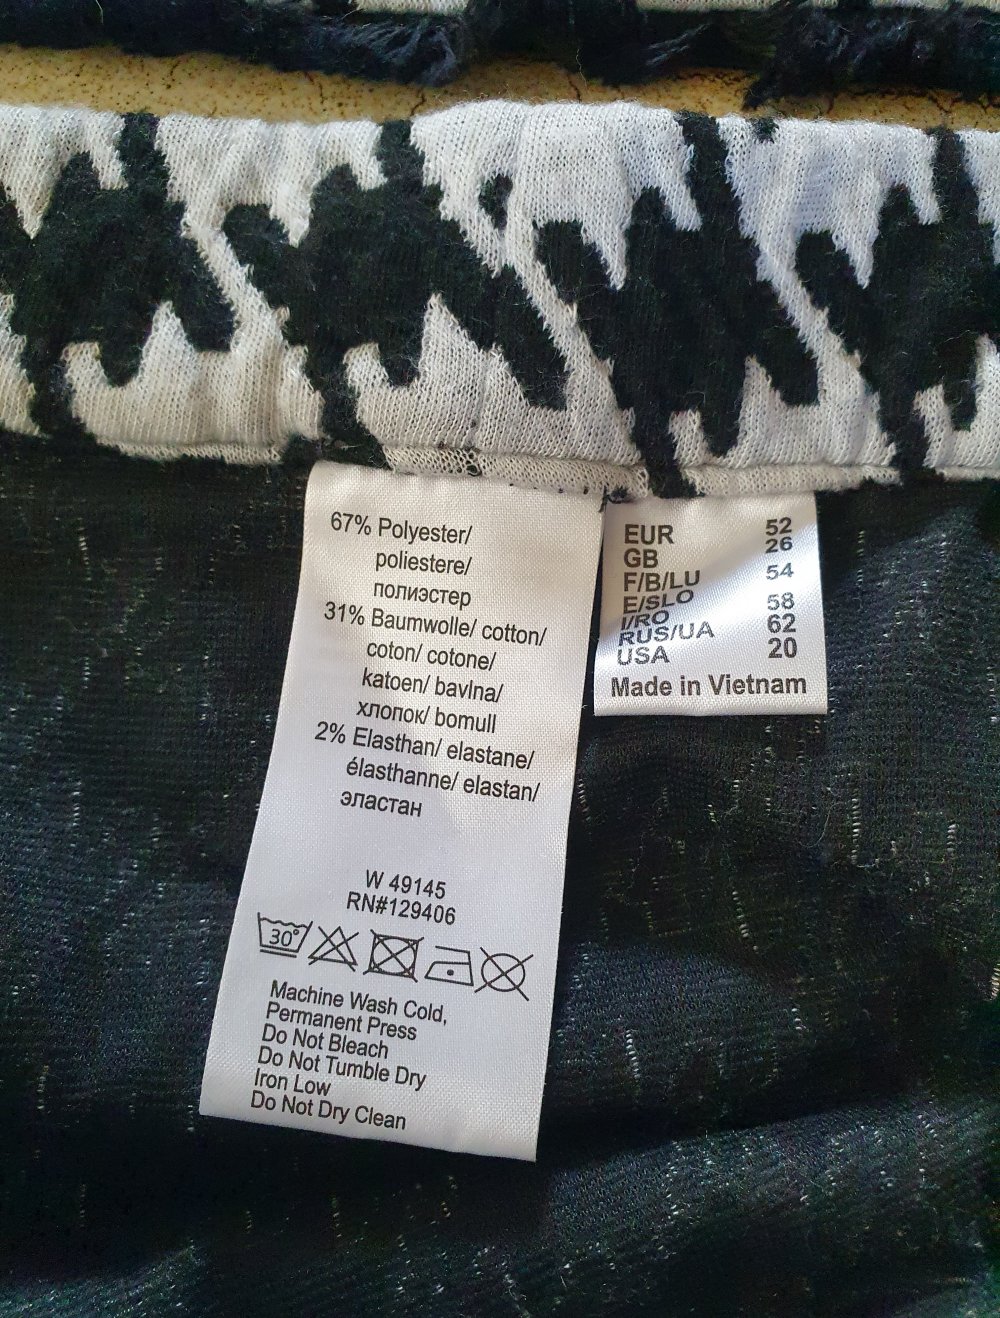 67% Polyester/
poliestere/
полиэстер
31% Baumwolle/ cotton/
coton/ cotone/
katoen/ bavlna/
хлопок/ bomull
2% Elasthan/ elastane/
élasthanne/ elastan/
эластан
W 49145
RN#129406
30°
Machine Wash Cold,
Permanent Press
Do Not Bleach
Do Not Tumble Dry
Iron Low
Do Not Dry Clean
EUR 52
GB 26
F/B/LU 54
E/SLO
I/RO 58
RUS/UA 62
USA 20
Made in Vietnam